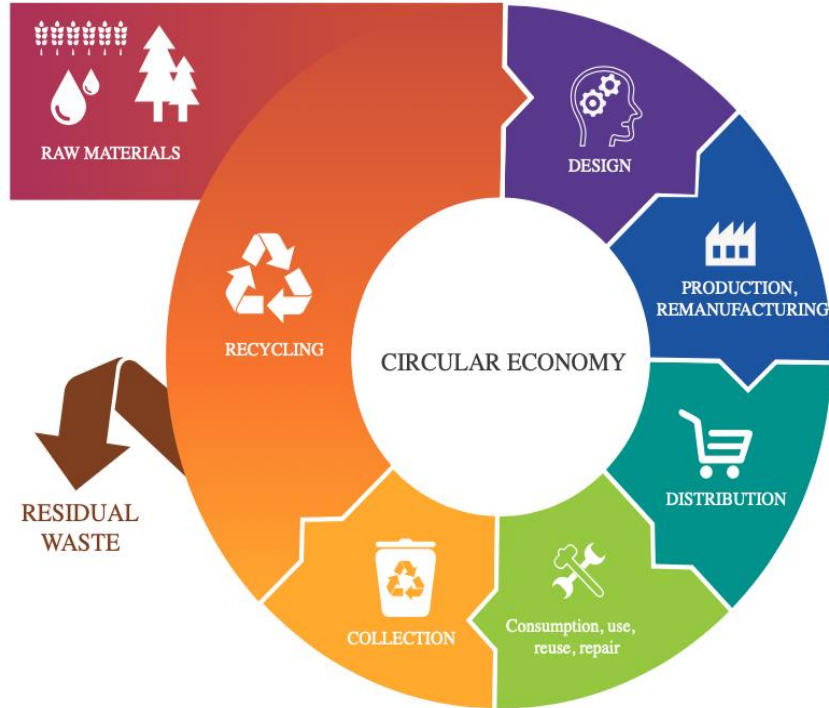 RAW MATERIALS
DESIGN
PRODUCTION,
REMANUFACTURING
RECYCLING
CIRCULAR ECONOMY
DISTRIBUTION
RESIDUAL
WASTE
COLLECTION
Consumption, use,
reuse, repair